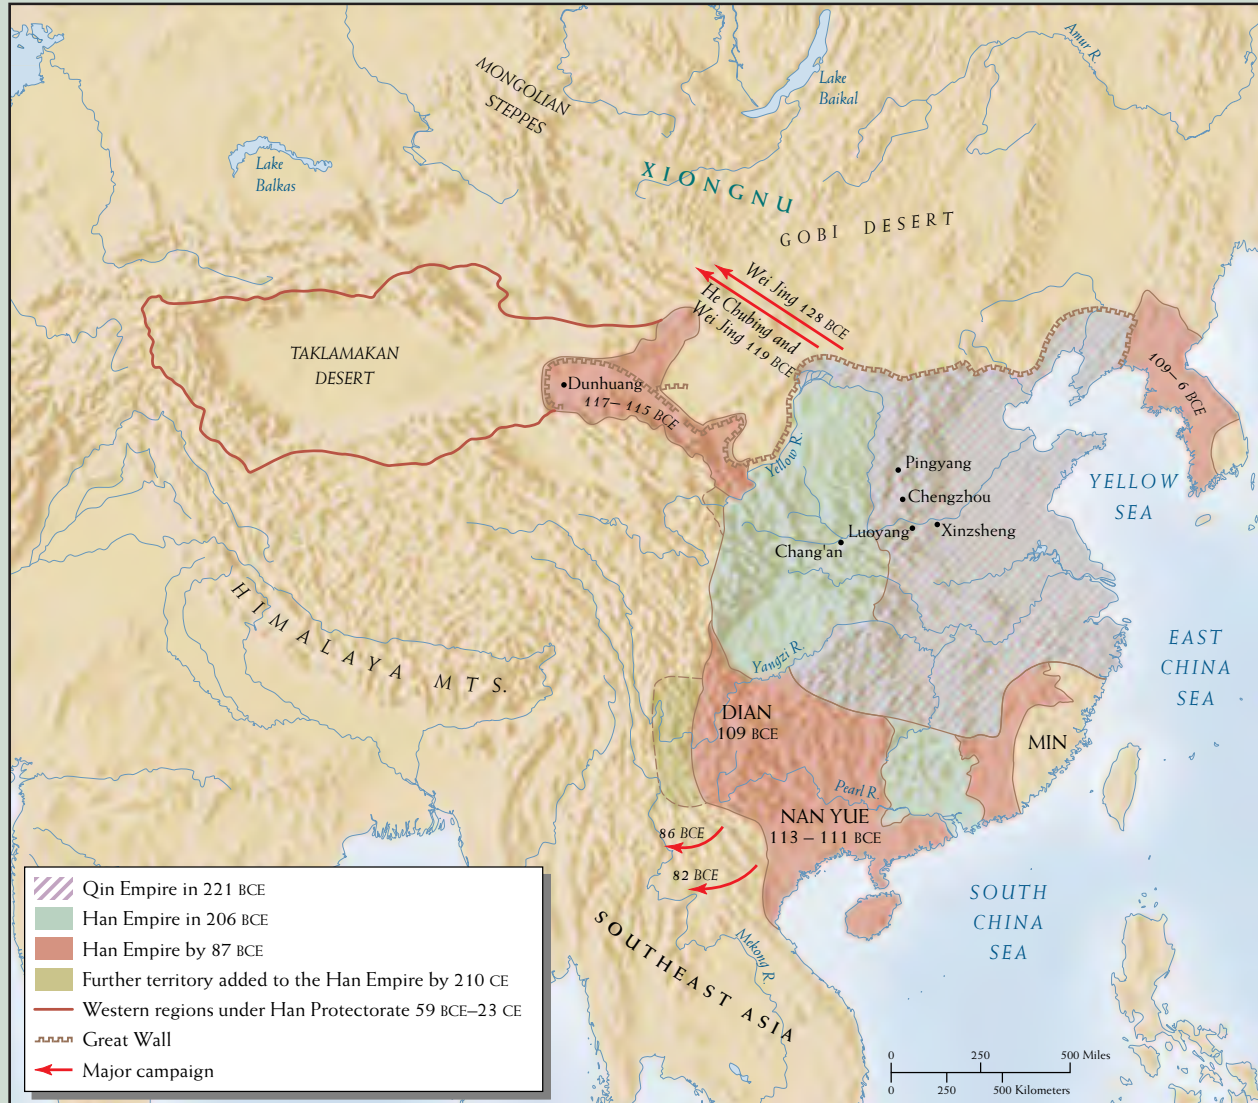 Amur R.
MONGOLIAN
STEPPES
Lake
Baikal
Lake
Balkas
XIONGNU
GOBI DESERT
Wei Jing 128 BCE
He Chubing and
Wei Jing 119 BCE
TAKLAMAKAN
DESERT
Dunhuang
117– 115 BCE
109– 6 BCE
Yellow R.
Pingyang
Chengzhou
Luoyang
Xinzsheng
Chang'an
YELLOW
SEA
HIMALAYA MTS.
Yangzi R.
EAST
CHINA
SEA
DIAN
109 BCE
MIN
Pearl R.
NAN YUE
113 – 111 BCE
86 BCE
82 BCE
SOUTH
CHINA
SEA
Mekong R.
SOUTHEAST ASIA
Qin Empire in 221 BCE
Han Empire in 206 BCE
Han Empire by 87 BCE
Further territory added to the Han Empire by 210 CE
Western regions under Han Protectorate 59 BCE–23 CE
Great Wall
Major campaign
0 250 500 Miles
0 250 500 Kilometers